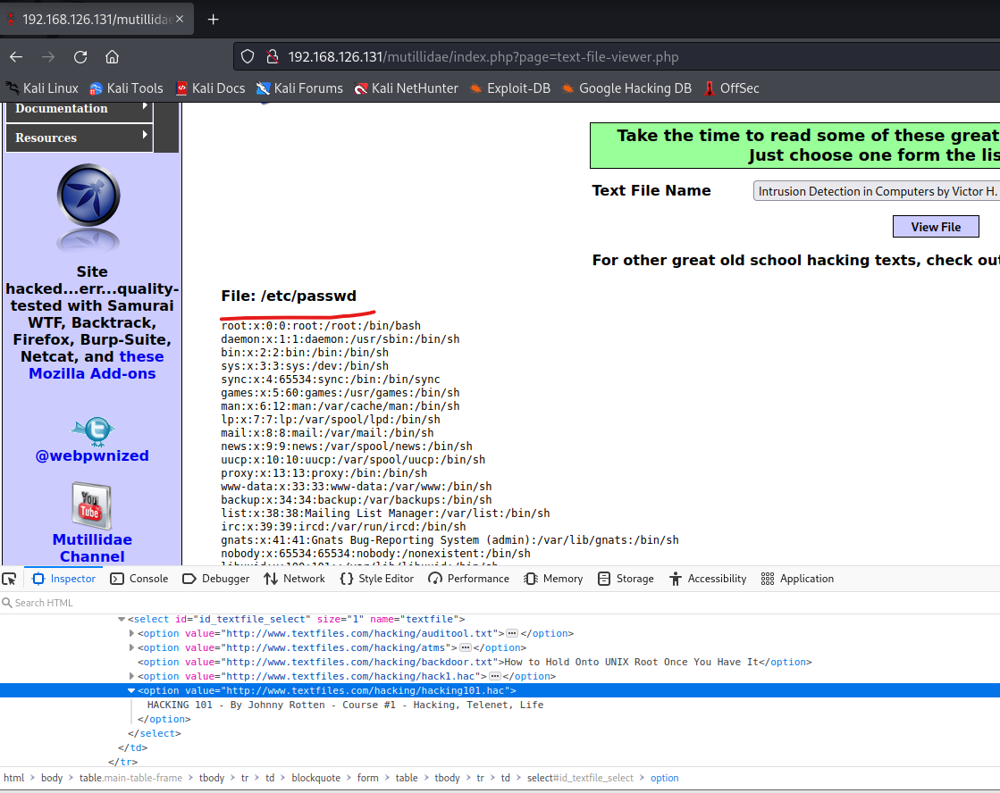 192.168.126.131/mutillidae
192.168.126.131/mutillidae/index.php?page=text-file-viewer.php
Kali Linux Kali Tools Kali Docs Kali Forums Kali NetHunter Exploit-DB Google Hacking DB OffSec
Documentation
Resources
Site
hacked...err...quality-
tested with Samurai
WTF, Backtrack,
Firefox, Burp-Suite,
Netcat, and these
Mozilla Add-ons
@webpwnized
You
Tube
Mutillidae
Channel
Take the time to read some of these great
Just choose one form the lis
Text File Name Intrusion Detection in Computers by Victor H.
View File
For other great old school hacking texts, check out
File: /etc/passwd
root:x:0:0:root:/root:/bin/bash
daemon:x:1:1:daemon:/usr/sbin:/bin/sh
bin:x:2:2:bin:/bin:/bin/sh
sys:x:3:3:sys:/dev:/bin/sh
sync:x:4:65534:sync:/bin:/bin/sync
games:x:5:60:games:/usr/games:/bin/sh
man:x:6:12:man:/var/cache/man:/bin/sh
lp:x:7:7:lp:/var/spool/lpd:/bin/sh
mail:x:8:8:mail:/var/mail:/bin/sh
news:x:9:9:news:/var/spool/news:/bin/sh
uucp:x:10:10:uucp:/var/spool/uucp:/bin/sh
proxy:x:13:13:proxy:/bin:/bin/sh
www-data:x:33:33:www-data:/var/www:/bin/sh
backup:x:34:34:backup:/var/backups:/bin/sh
list:x:38:38:Mailing List Manager:/var/list:/bin/sh
irc:x:39:39:ircd:/var/run/ircd:/bin/sh
gnats:x:41:41:Gnats Bug-Reporting System (admin):/var/lib/gnats:/bin/sh
nobody:x:65534:65534:nobody:/nonexistent:/bin/sh
Inspector Console Debugger Network Style Editor Performance Memory Storage Accessibility Application
Search HTML
<select id="id_textfile_select" size="1" name="textfile">
<option value="http://www.textfiles.com/hacking/auditool.txt">…</option>
<option value="http://www.textfiles.com/hacking/atms">…</option>
<option value="http://www.textfiles.com/hacking/backdoor.txt">How to Hold Onto UNIX Root Once You Have It</option>
<option value="http://www.textfiles.com/hacking/hack1.hac">…</option>
<option value="http://www.textfiles.com/hacking/hacking101.hac">
HACKING 101 - By Johnny Rotten - Course #1 - Hacking, Telenet, Life
</option>
</select>
</td>
</tr>
html > body > table.main-table-frame > tbody > tr > td > blockquote > form > table > tbody > tr > td > select#id_textfile_select > option